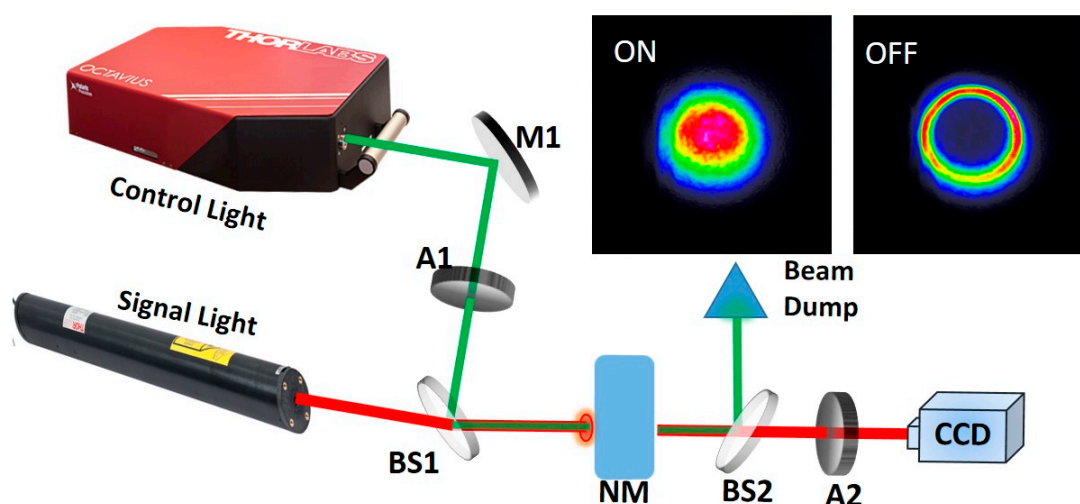 THORLABS
OCTAVIUS
ON
OFF
M1
Control Light
A1
Beam
Dump
Signal Light
BS1
NM
BS2
A2
CCD